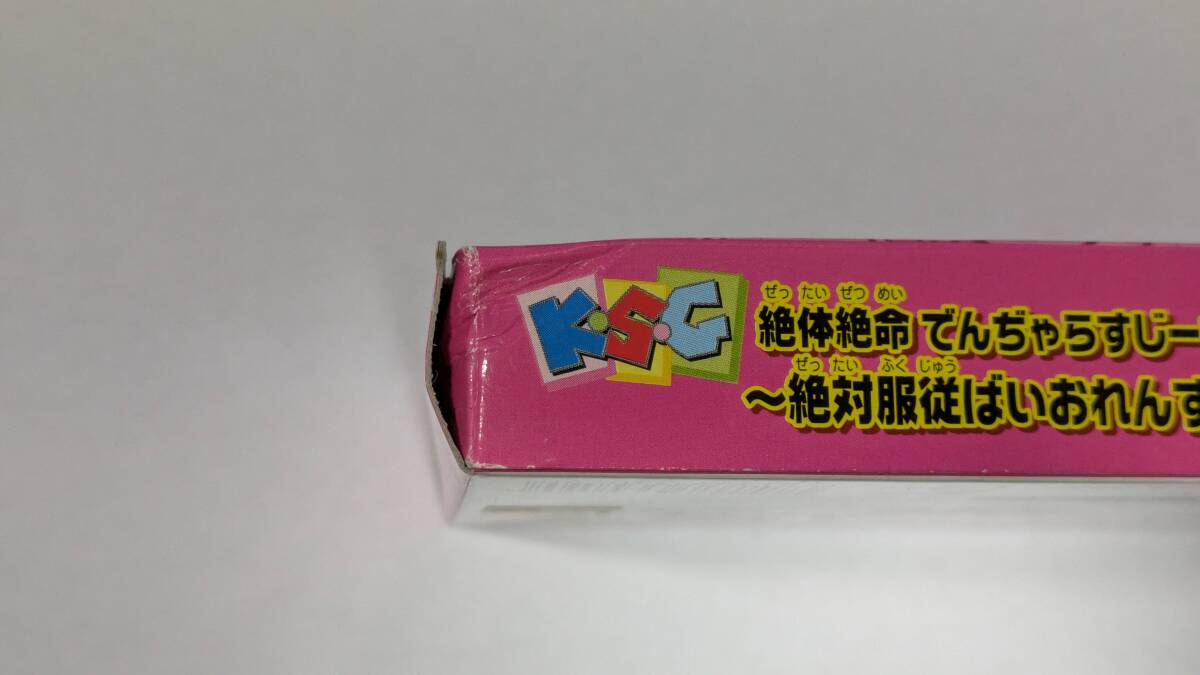 K·S·G
ぜっ たい ぜつ めい
絶体絶命 でんぢゃらすじー
ぜっ たい ふく じゅう
～絶対服従ばいおれんす